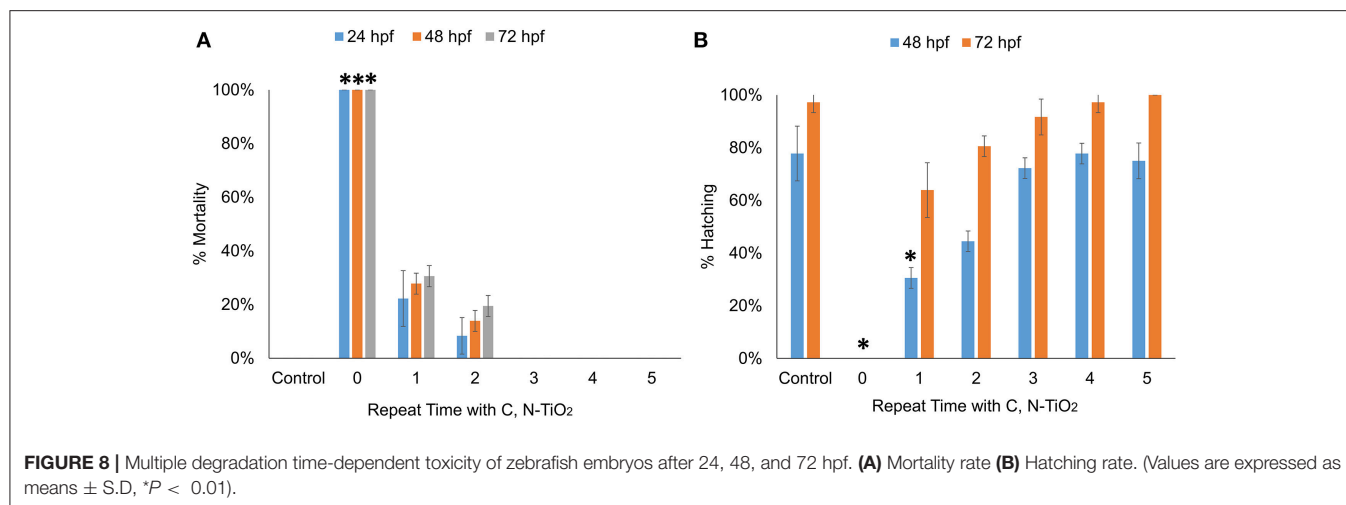 A
24 hpf 48 hpf 72 hpf
% Mortality
100%
80%
60%
40%
20%
0%
***
Control 0 1 2 3 4 5
Repeat Time with C, N-TiO2
B
48 hpf 72 hpf
% Hatching
100%
80%
60%
40%
20%
0%
*
*
Control 0 1 2 3 4 5
Repeat Time with C, N-TiO2
FIGURE 8 | Multiple degradation time-dependent toxicity of zebrafish embryos after 24, 48, and 72 hpf. (A) Mortality rate (B) Hatching rate. (Values are expressed as
means ± S.D, *P < 0.01).